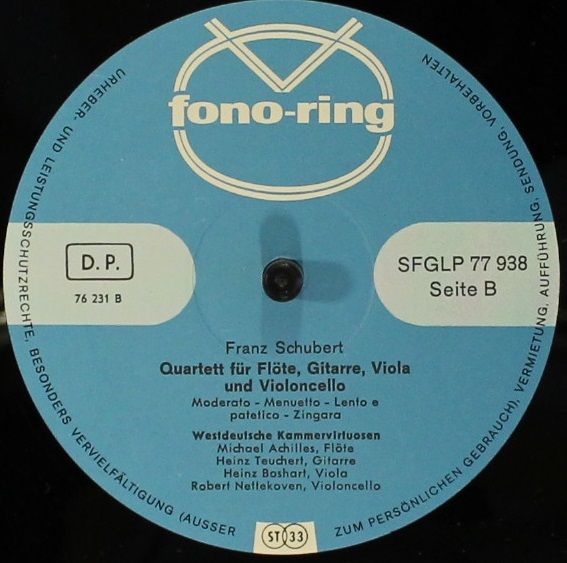 fono-ring
D. P.
76 231 B
SFGLP 77 938
Seite B
Franz Schubert
Quartett für Flöte, Gitarre, Viola
und Violoncello
Moderato - Menuetto - Lento e
patetico - Zingara
Westdeutsche Kammervirtuosen
Michael Achilles, Flöte
Heinz Teuchert, Gitarre
Heinz Boshart, Viola
Robert Nettekoven, Violoncello
ST 33
URHEBER- UND LEISTUNGSSCHUTZRECHTE, BESONDERS VERVIELFÄLTIGUNG (AUSSER ZUM PERSÖNLICHEN GEBRAUCH), VERMIETUNG, AUFFÜHRUNG, SENDUNG, VORBEHALTEN